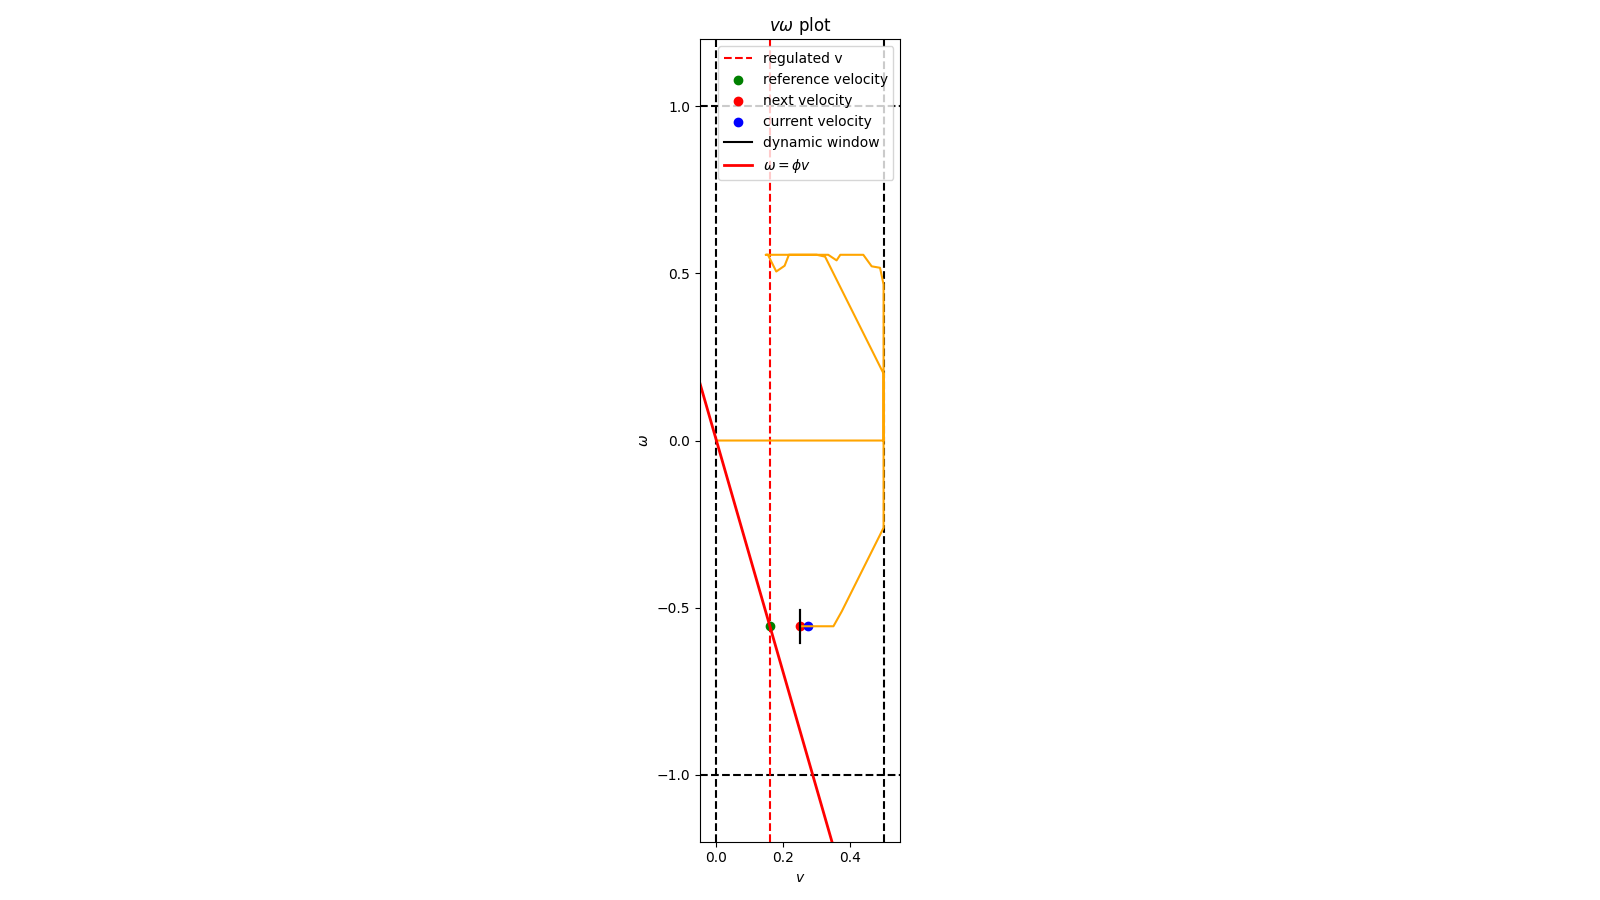 vω plot
regulated v
reference velocity
next velocity
current velocity
dynamic window
ω = ϕv
1.0
0.5
0.0
−0.5
−1.0
ω
0.0 0.2 0.4
v